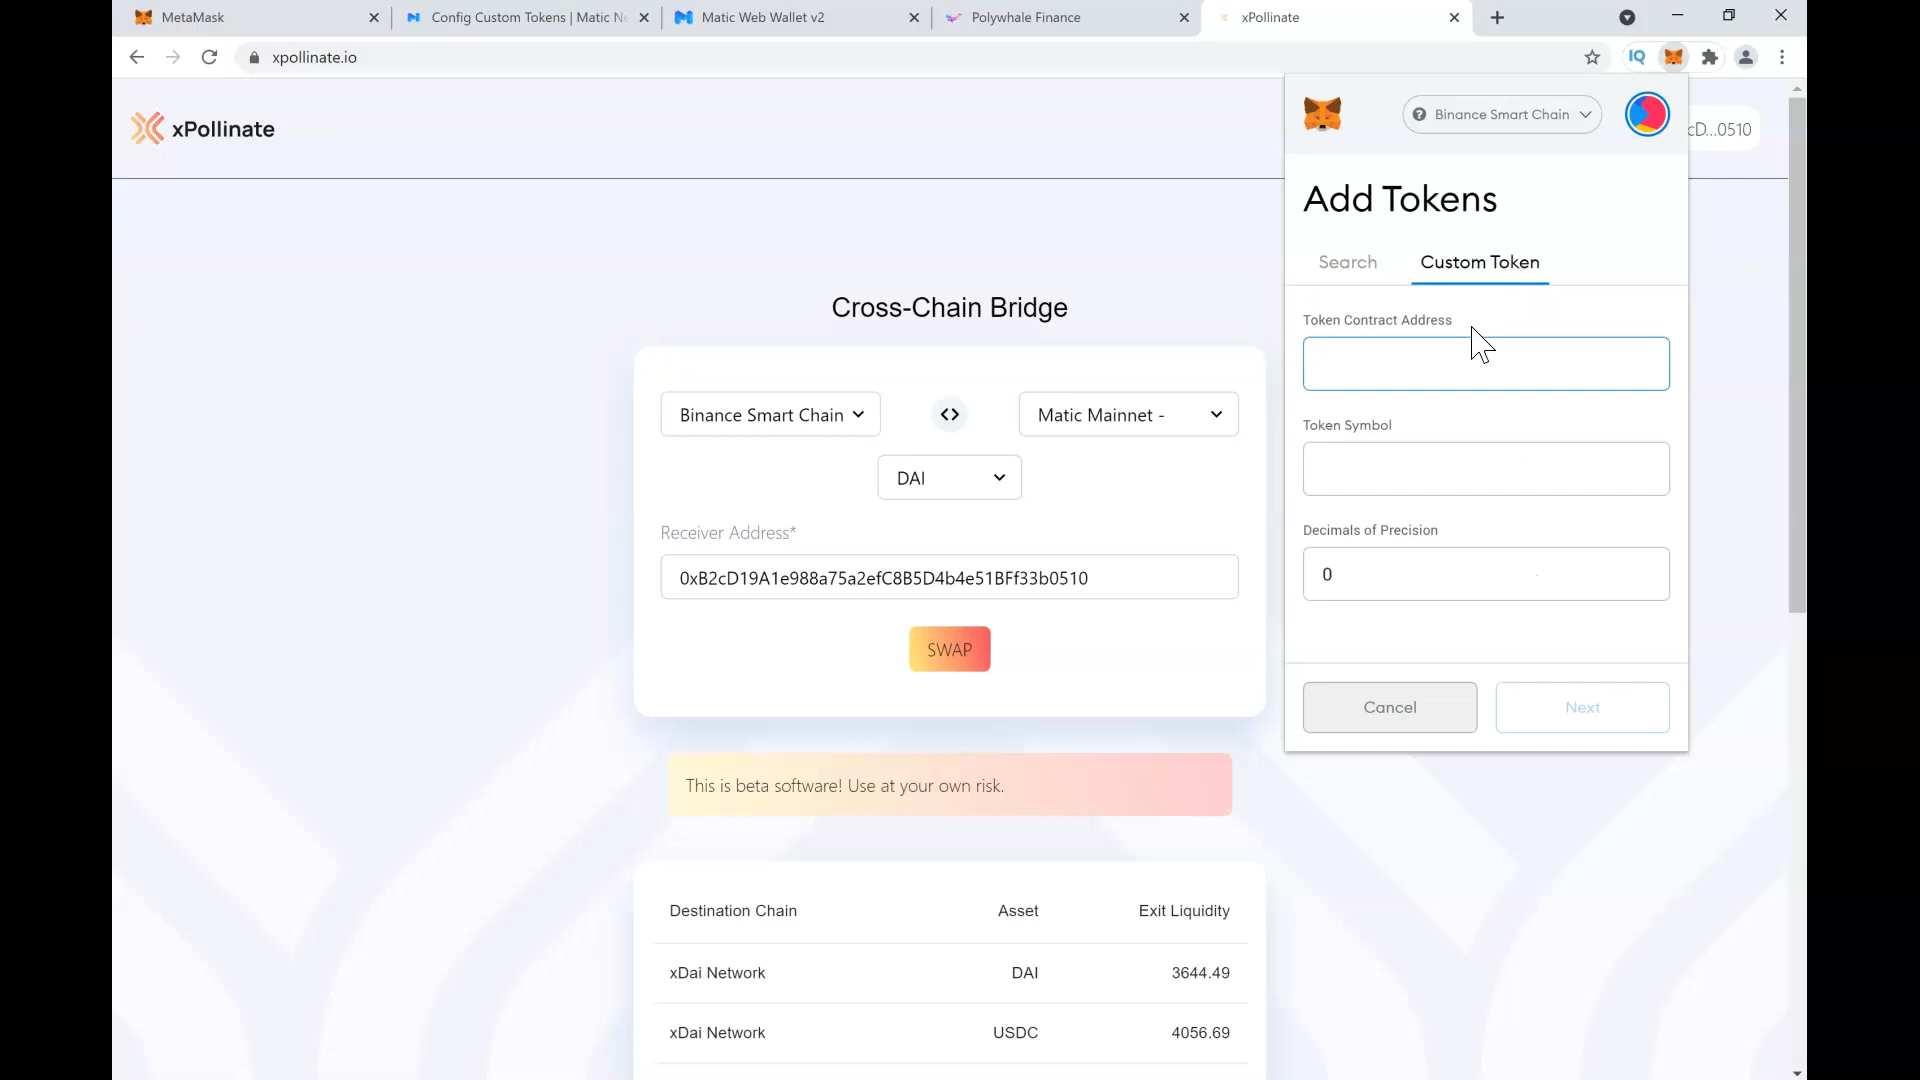 MetaMask
Config Custom Tokens | Matic Ne
Matic Web Wallet v2
Polywhale Finance
xPollinate
xpollinate.io
IQ
xPollinate
Binance Smart Chain
cD...0510
Add Tokens
Search
Custom Token
Token Contract Address
Token Symbol
Decimals of Precision
0
Cancel
Next
Cross-Chain Bridge
Binance Smart Chain
Matic Mainnet -
DAI
Receiver Address*
0xB2cD19A1e988a75a2efC8B5D4b4e51BFf33b0510
SWAP
This is beta software! Use at your own risk.
Destination Chain Asset Exit Liquidity
xDai Network DAI 3644.49
xDai Network USDC 4056.69